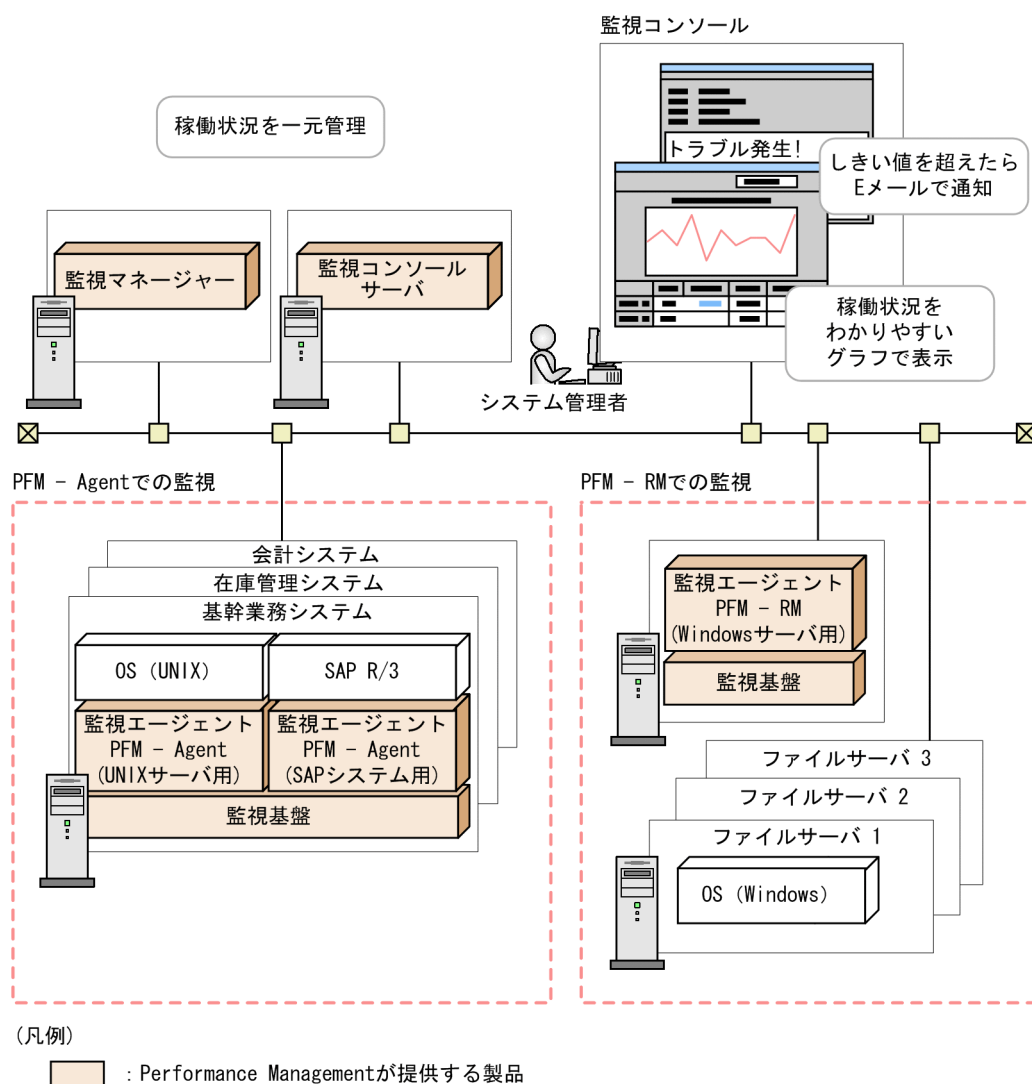 監視コンソール
稼働状況を一元管理
トラブル発生!
しきい値を超えたら
Eメールで通知
監視マネージャー
監視コンソール
サーバ
稼働状況を
わかりやすい
グラフで表示
システム管理者
PFM - Agentでの監視
PFM - RMでの監視
会計システム
在庫管理システム
基幹業務システム
OS (UNIX)
SAP R/3
監視エージェント
PFM - Agent
(UNIXサーバ用)
監視エージェント
PFM - Agent
(SAPシステム用)
監視基盤
監視エージェント
PFM - RM
(Windowsサーバ用)
監視基盤
ファイルサーバ 3
ファイルサーバ 2
ファイルサーバ 1
OS (Windows)
(凡例)
: Performance Managementが提供する製品